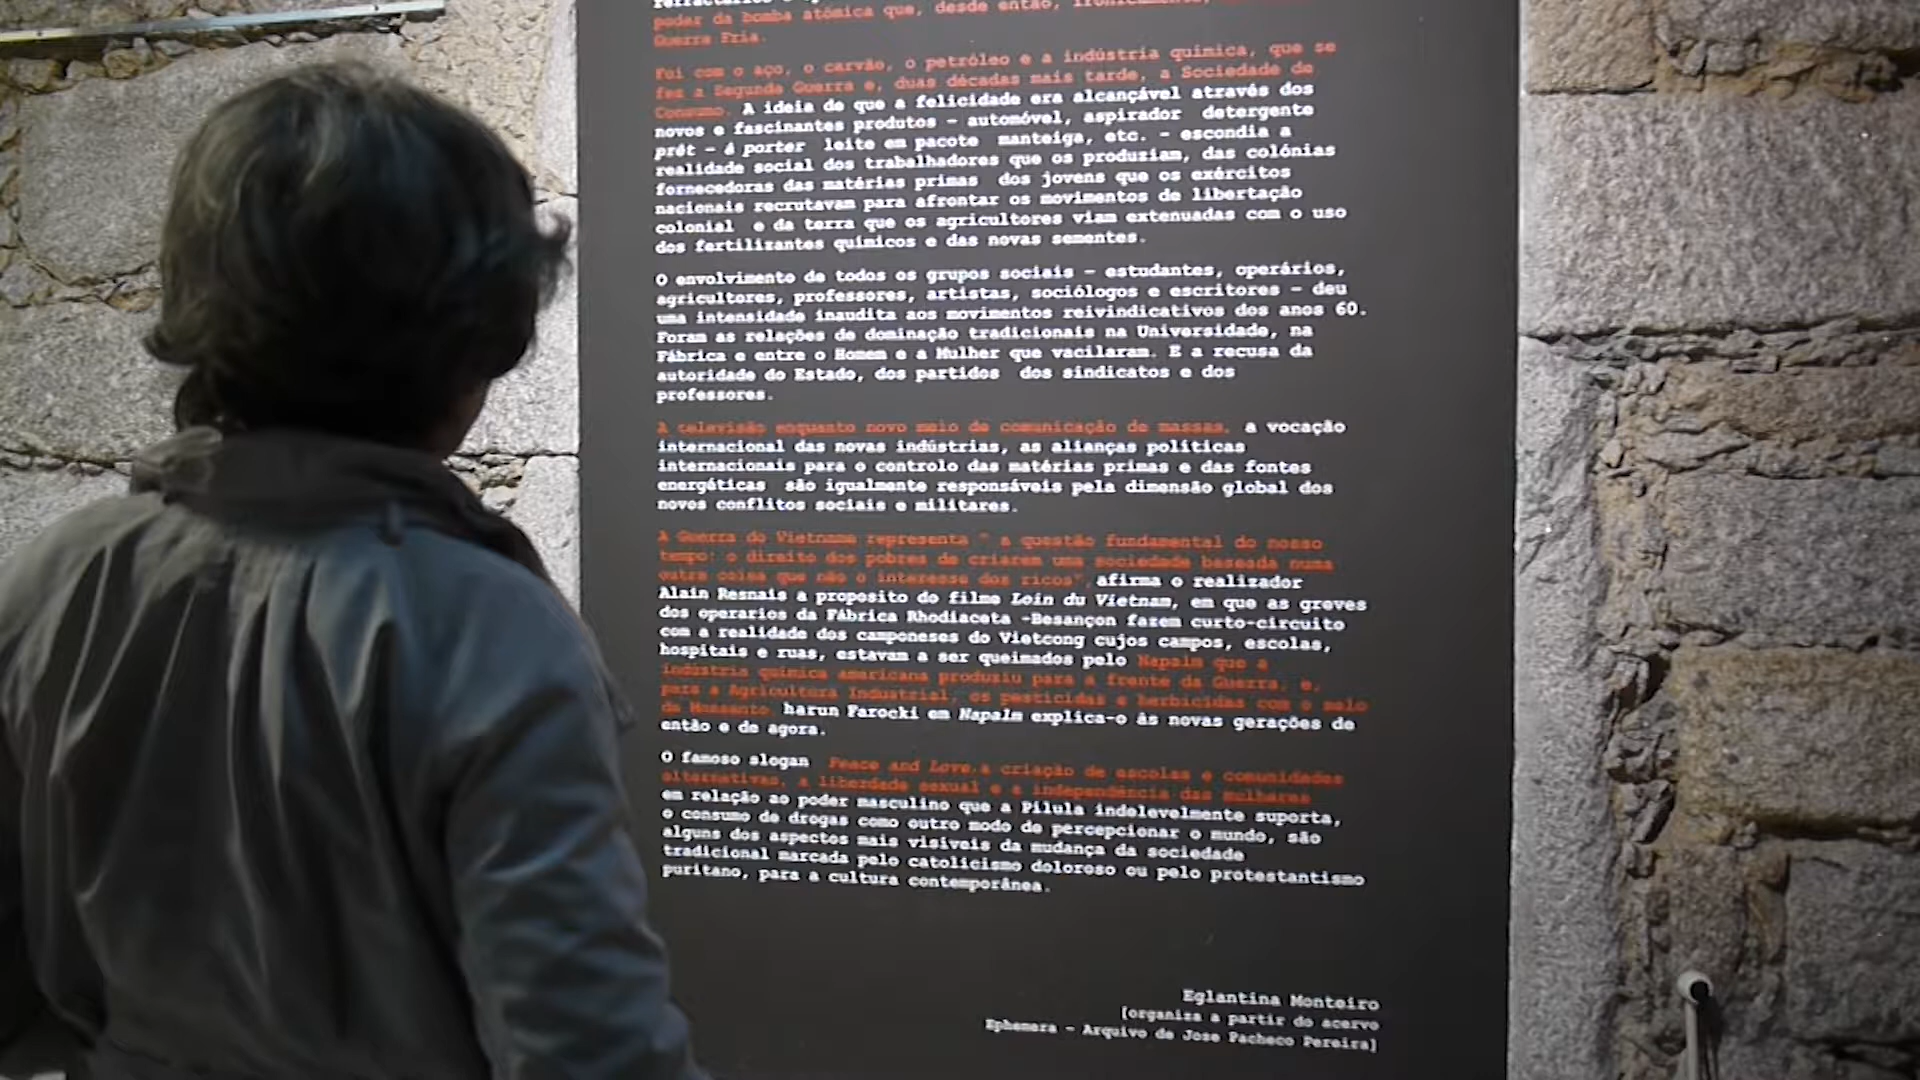 poder da bomba atómica que, desde então, ironicamente,
Guerra Fria.
Foi com o aço, o carvão, o petróleo e a indústria química, que se
fez a Segunda Guerra e, duas décadas mais tarde, a Sociedade de
Consumo. A ideia de que a felicidade era alcançável através dos
novos e fascinantes produtos - automóvel, aspirador detergente
prêt - à porter leite em pacote manteiga, etc. - escondia a
realidade social dos trabalhadores que os produziam, das colónias
fornecedoras das matérias primas dos jovens que os exércitos
nacionais recrutavam para afrontar os movimentos de libertação
colonial e da terra que os agricultores viam extenuadas com o uso
dos fertilizantes químicos e das novas sementes.
O envolvimento de todos os grupos sociais - estudantes, operários,
agricultores, professores, artistas, sociólogos e escritores - deu
uma intensidade inaudita aos movimentos reivindicativos dos anos 60.
Foram as relações de dominação tradicionais na Universidade, na
Fábrica e entre o Homem e a Mulher que vacilaram. E a recusa da
autoridade do Estado, dos partidos dos sindicatos e dos
professores.
A televisão enquanto novo meio de comunicação de massas, a vocação
internacional das novas indústrias, as alianças políticas
internacionais para o controlo das matérias primas e das fontes
energéticas são igualmente responsáveis pela dimensão global dos
novos conflitos sociais e militares.
A Guerra do Vietname representa " a questão fundamental do nosso
tempo: o direito dos pobres de criarem uma sociedade baseada numa
outra coisa que não o interesse dos ricos", afirma o realizador
Alain Resnais a proposito do filme Loin du Vietnam, em que as greves
dos operarios da Fábrica Rhodiaceta -Besançon fazem curto-circuito
com a realidade dos camponeses do Vietcong cujos campos, escolas,
hospitais e ruas, estavam a ser queimados pelo Napalm que a
indústria química americana produziu para a frente da Guerra, e,
para a Agricultura Industrial, os pesticidas e herbicidas com o selo
da Monsanto. harun Farocki em Napalm explica-o às novas gerações de
então e de agora.
O famoso slogan Peace and Love,a criação de escolas e comunidades
alternativas, a liberdade sexual e a independência das mulheres
em relação ao poder masculino que a Pílula indelevelmente suporta,
o consumo de drogas como outro modo de percepcionar o mundo, são
alguns dos aspectos mais visíveis da mudança da sociedade
tradicional marcada pelo catolicismo doloroso ou pelo protestantismo
puritano, para a cultura contemporânea.
Eglantina Monteiro
[organiza a partir do acervo
Ephemera - Arquivo de Jose Pacheco Pereira]